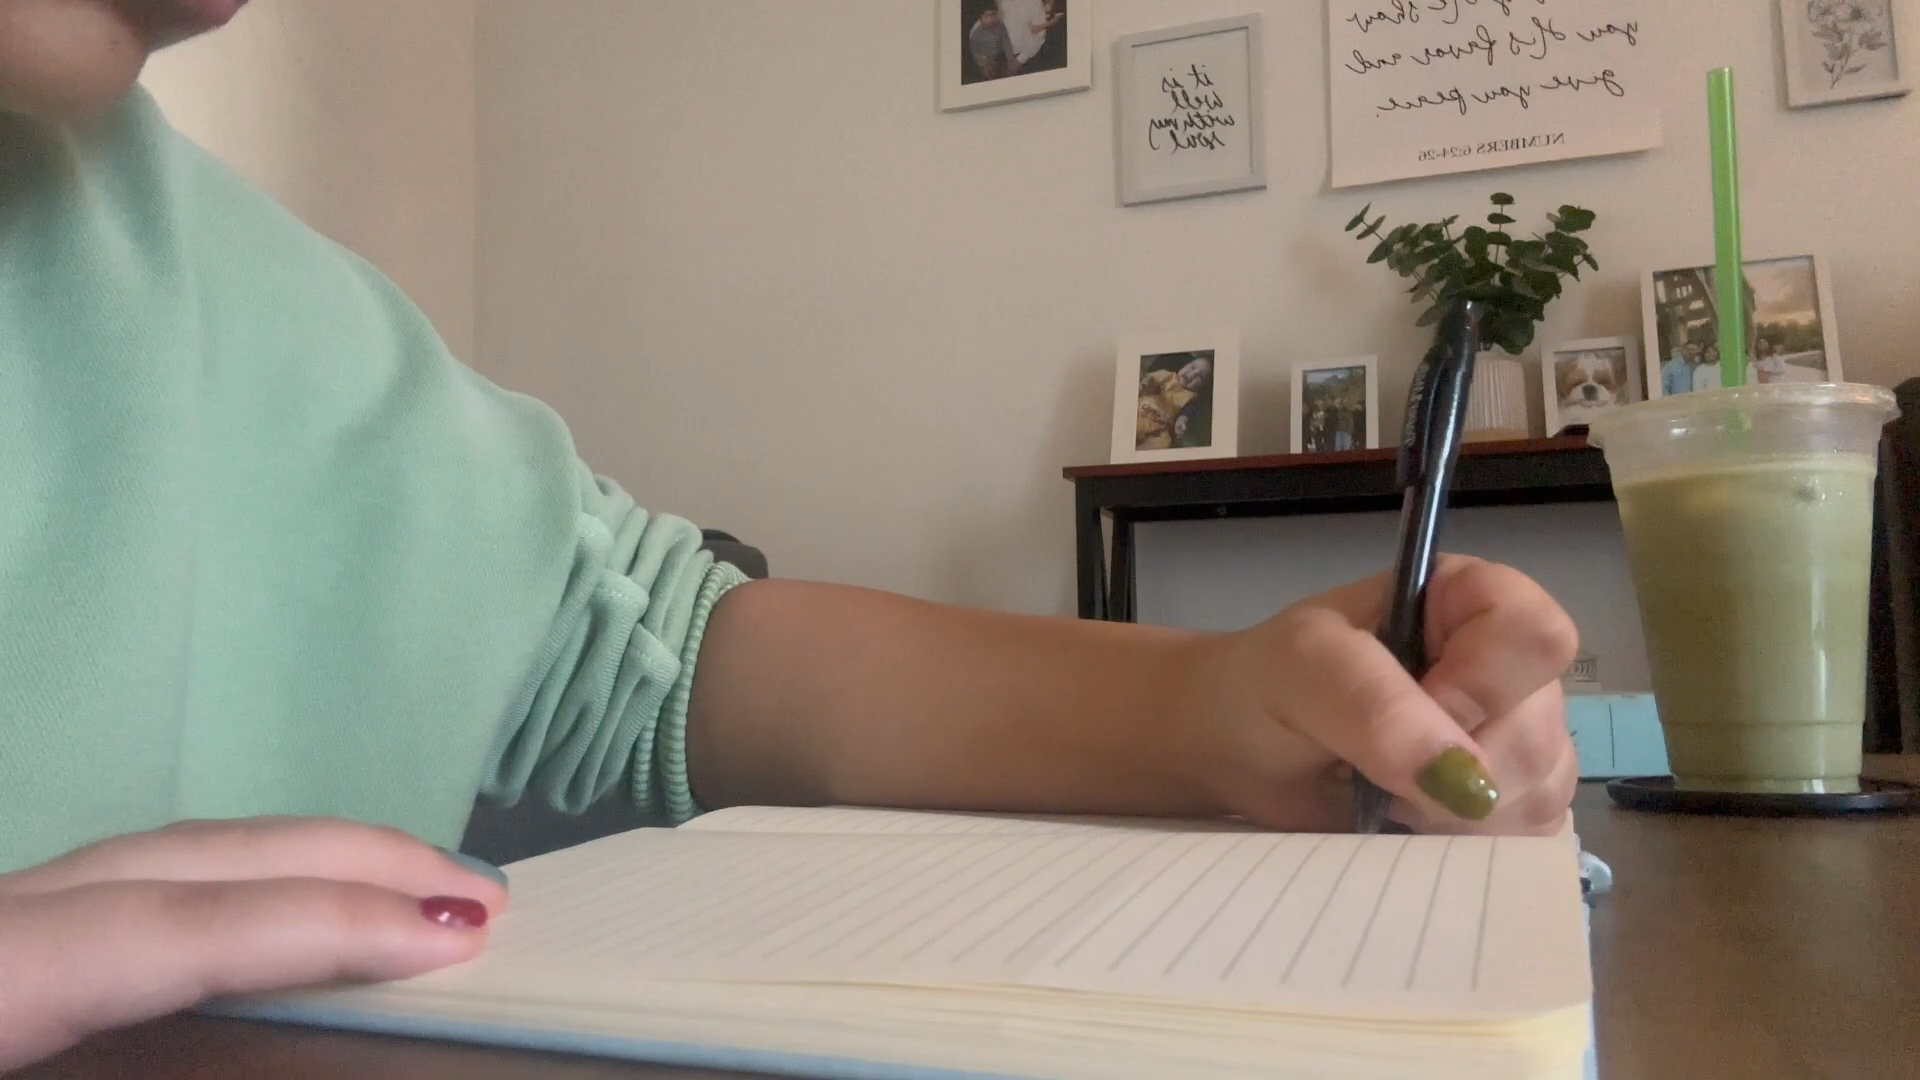 it is
well
with my
soul
you His favor and
give you peace.
NUMBERS 6:24-26